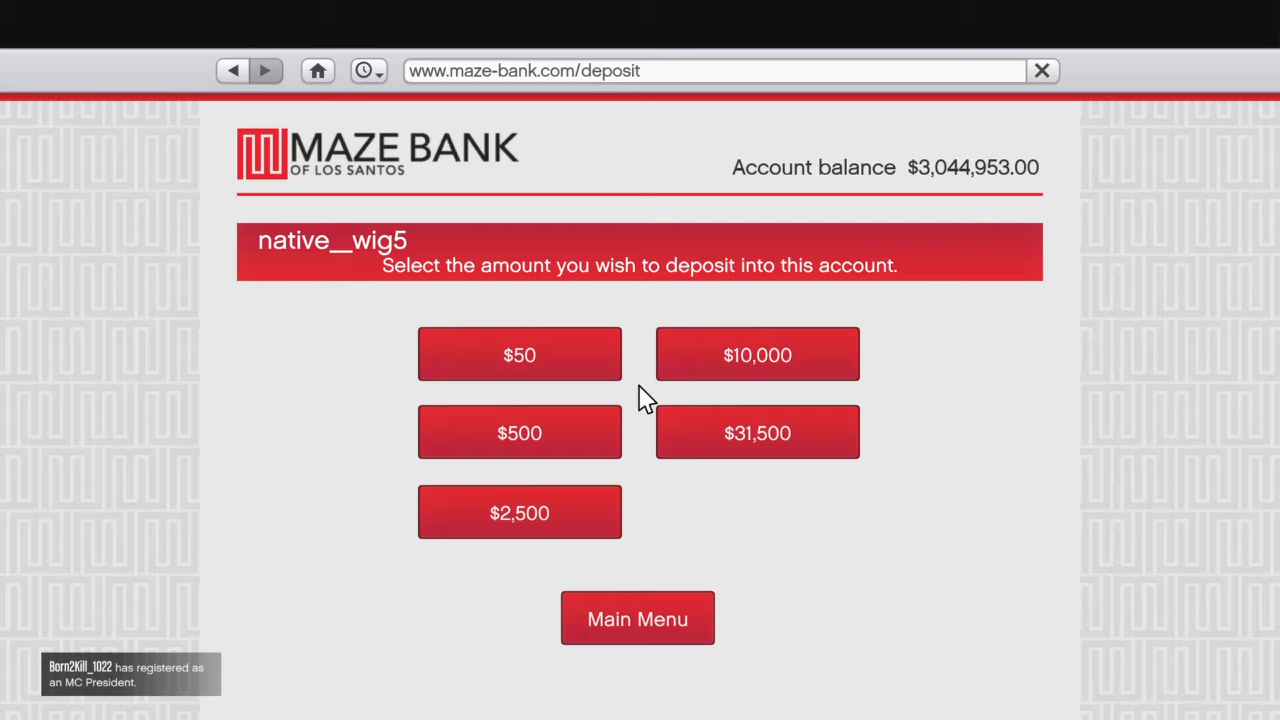 www.maze-bank.com/deposit
MAZE BANK
OF LOS SANTOS
Account balance $3,044,953.00
native__wig5
Select the amount you wish to deposit into this account.
$50
$10,000
$500
$31,500
$2,500
Main Menu
Born2Kill_1022 has registered as
an MC President.